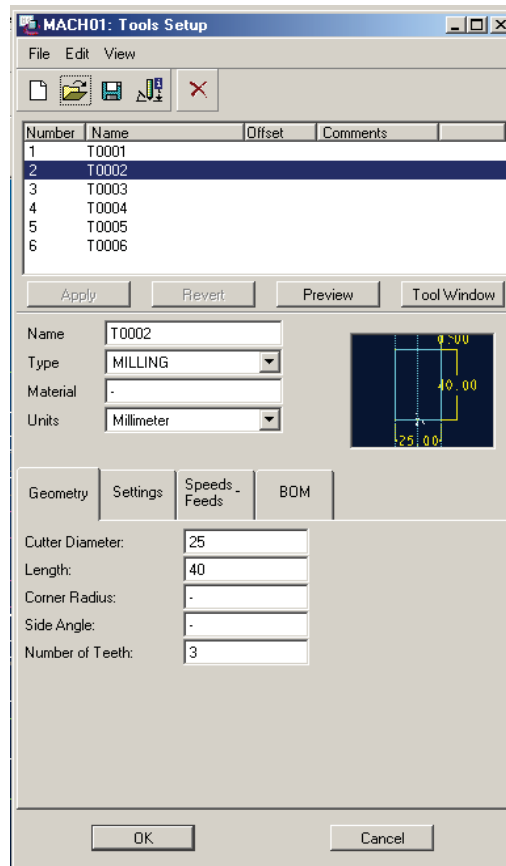 MACH01: Tools Setup
File Edit View
Number Name Offset Comments
1 T0001
2 T0002
3 T0003
4 T0004
5 T0005
6 T0006
Apply Revert Preview Tool Window
Name T0002
Type MILLING
Material -
Units Millimeter
40.00
25.00
Geometry Settings Speeds - Feeds BOM
Cutter Diameter: 25
Length: 40
Corner Radius: -
Side Angle: -
Number of Teeth: 3
OK Cancel